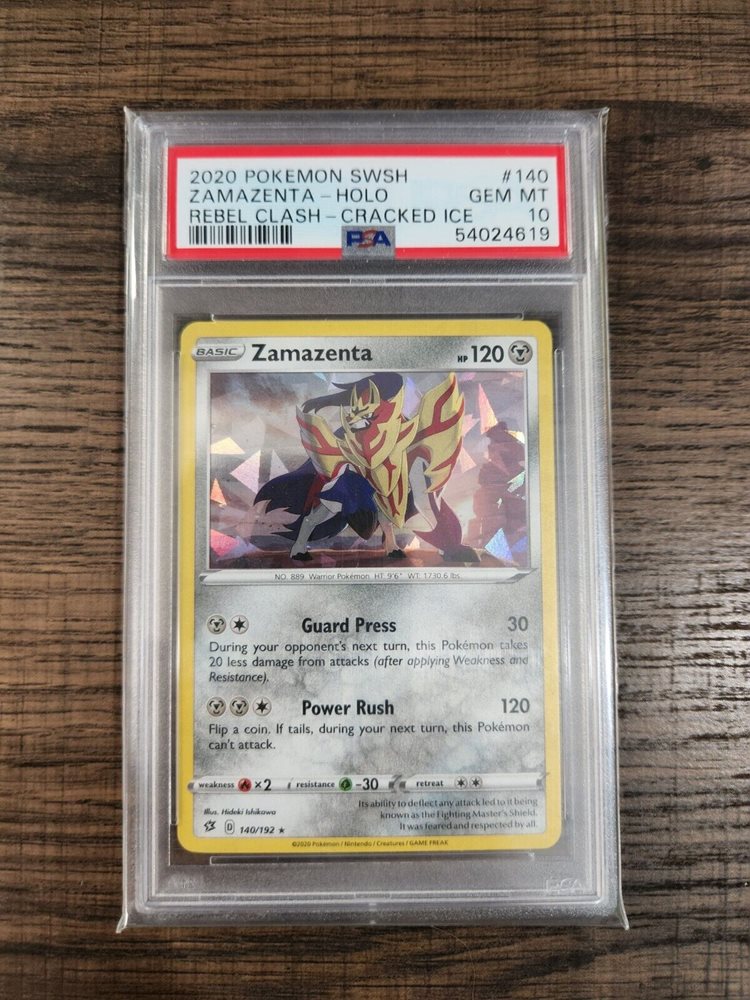 2020 POKEMON SWSH #140
ZAMAZENTA - HOLO GEM MT
REBEL CLASH - CRACKED ICE 10
PSA 54024619
BASIC Zamazenta HP 120
NO. 889 Warrior Pokémon HT: 9'6" WT: 1730.6 lbs.
Guard Press 30
During your opponent's next turn, this Pokémon takes
20 less damage from attacks (after applying Weakness and
Resistance).
Power Rush 120
Flip a coin. If tails, during your next turn, this Pokémon
can't attack.
weakness ×2 resistance -30 retreat
Illus. Hideki Ishikawa
Its ability to deflect any attack led to it being
known as the Fighting Master's Shield.
It was feared and respected by all.
D 140/192 ★
©2020 Pokémon / Nintendo / Creatures / GAME FREAK
PSA